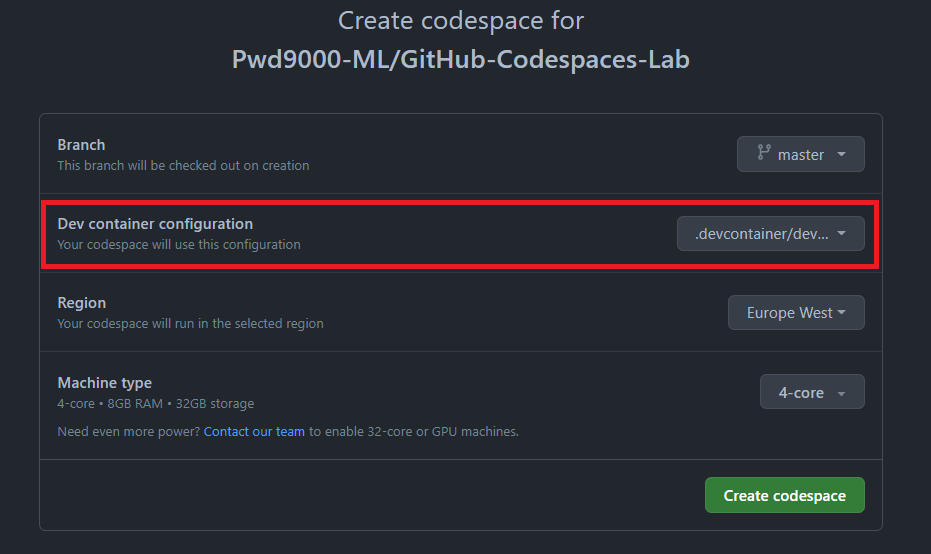 Create codespace for
Pwd9000-ML/GitHub-Codespaces-Lab
Branch
This branch will be checked out on creation
master
Dev container configuration
Your codespace will use this configuration
.devcontainer/dev...
Region
Your codespace will run in the selected region
Europe West
Machine type
4-core • 8GB RAM • 32GB storage
4-core
Need even more power? Contact our team to enable 32-core or GPU machines.
Create codespace